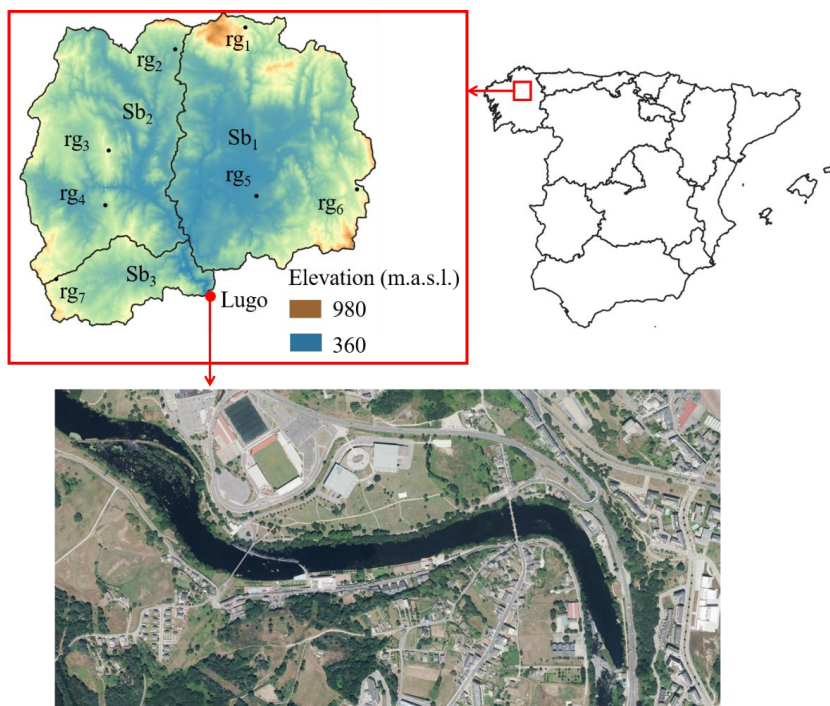 rg1
rg2
Sb2
Sb1
rg3
rg5
rg4
rg6
Sb3
rg7
Elevation (m.a.s.l.)
Lugo
980
360